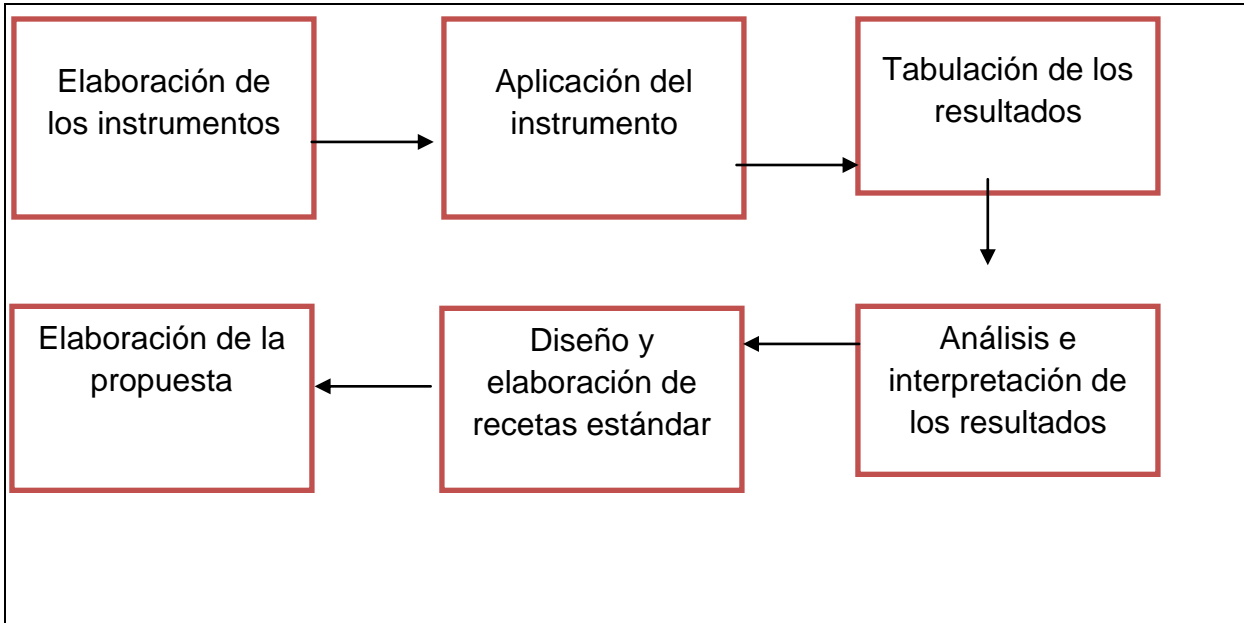 Elaboración de
los instrumentos
Aplicación del
instrumento
Tabulación de los
resultados
Análisis e
interpretación de
los resultados
Diseño y
elaboración de
recetas estándar
Elaboración de la
propuesta